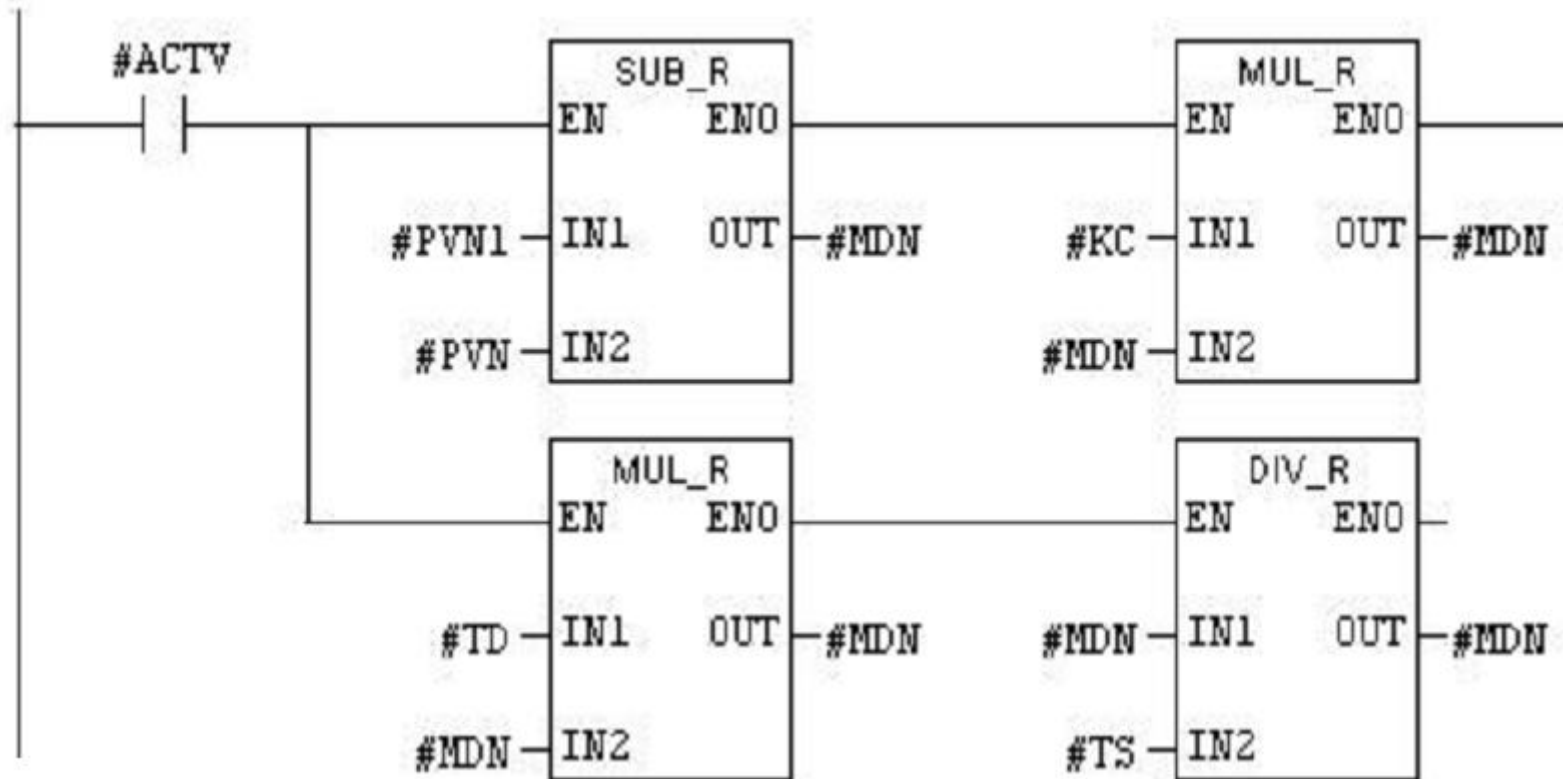 #ACTV
SUB_R MUL_R
EN ENO EN ENO
#PVN1 IN1 OUT #MDN #KC IN1 OUT #MDN
#PVN IN2 #MDN IN2
MUL_R DIV_R
EN ENO EN ENO
#TD IN1 OUT #MDN #MDN IN1 OUT #MDN
#MDN IN2 #TS IN2